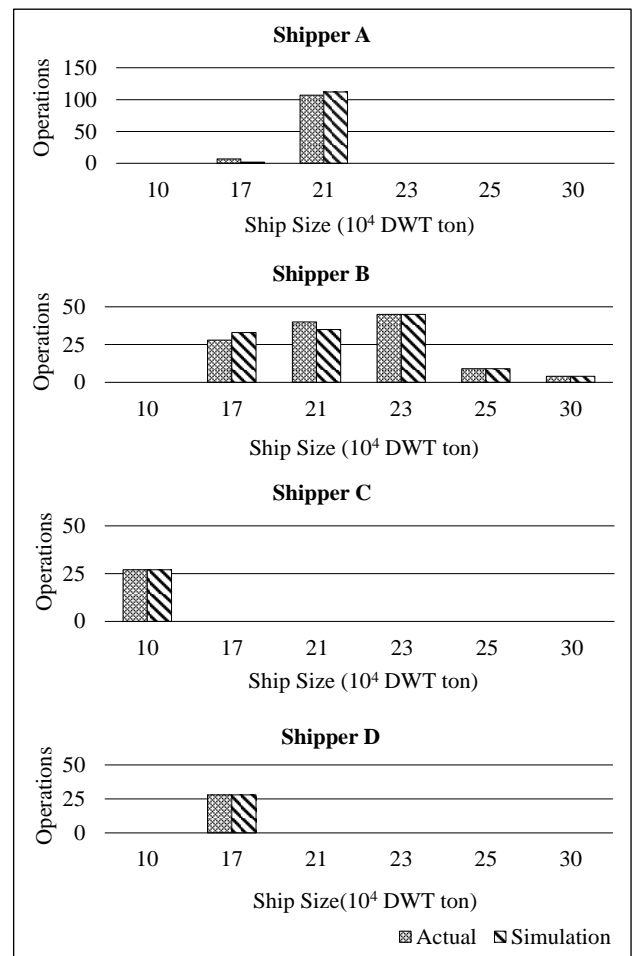 Shipper A
Operations
150
100
50
0
10 17 21 23 25 30
Ship Size (10⁴ DWT ton)
Shipper B
Operations
50
25
0
10 17 21 23 25 30
Ship Size (10⁴ DWT ton)
Shipper C
Operations
50
25
0
10 17 21 23 25 30
Ship Size (10⁴ DWT ton)
Shipper D
Operations
50
25
0
10 17 21 23 25 30
Ship Size(10⁴ DWT ton)
Actual Simulation